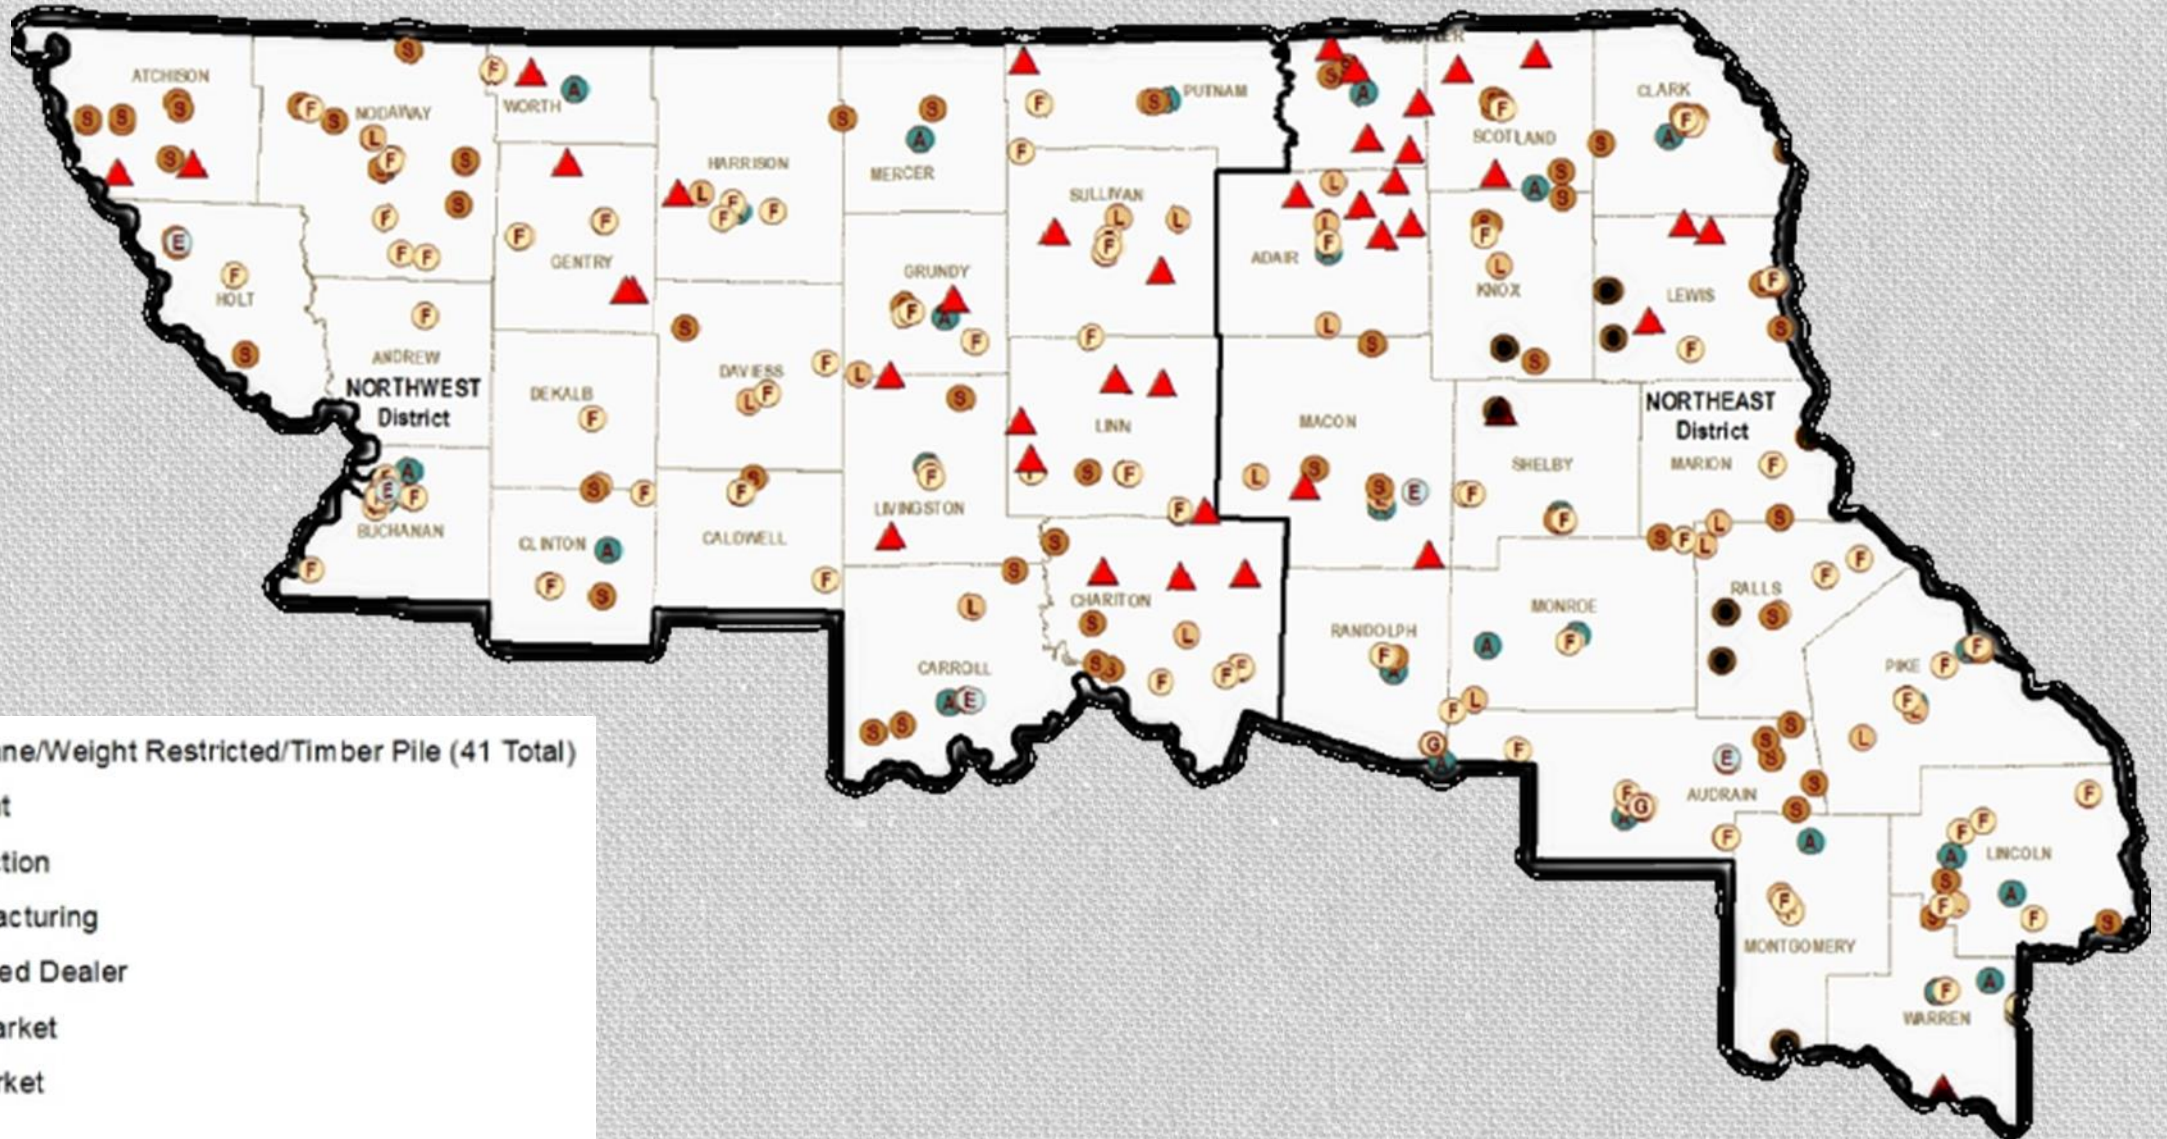 SCHUYLER
ATCHISON
NODAWAY
WORTH
PUTNAM
CLARK
SCOTLAND
HARRISON
MERCER
SULLIVAN
GENTRY
GRUNDY
ADAIR
HOLT
KNOX
LEWIS
ANDREW
NORTHWEST
District
DEKALB
DAVIESS
LINN
MACON
NORTHEAST
District
SHELBY
MARION
LIVINGSTON
BUCHANAN
CLINTON
CALDWELL
CHARITON
RALLS
MONROE
RANDOLPH
CARROLL
PIKE
AUDRAIN
LINCOLN
MONTGOMERY
WARREN
ne/Weight Restricted/Timber Pile (41 Total)
t
tion
acturing
ed Dealer
arket
rket